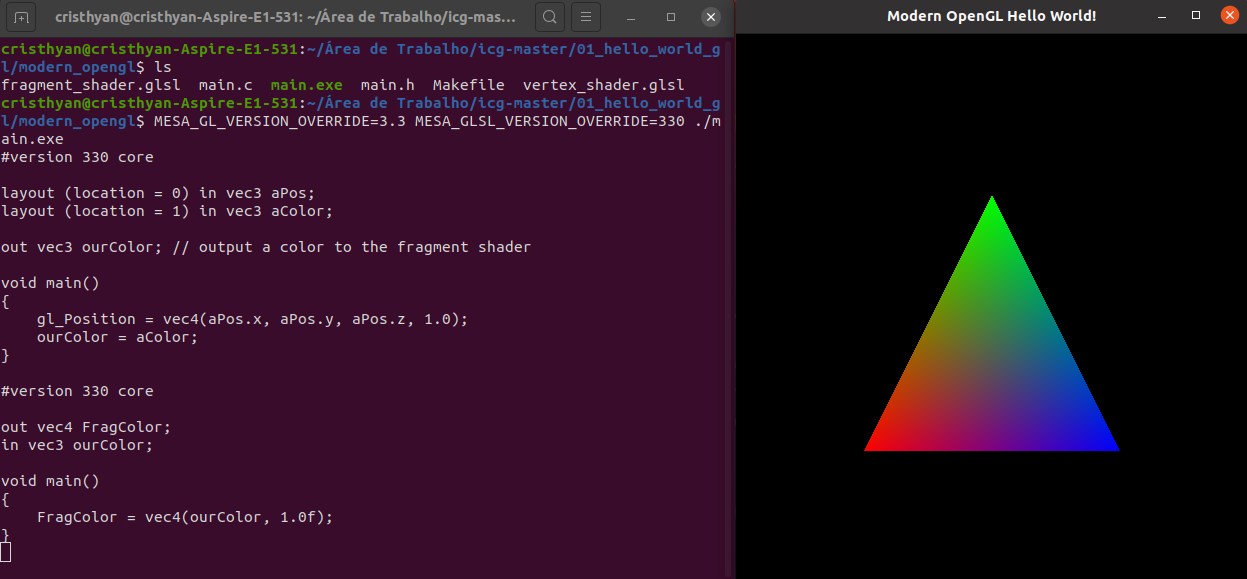 cristhyan@cristhyan-Aspire-E1-531: ~/Área de Trabalho/icg-mas...
cristhyan@cristhyan-Aspire-E1-531:~/Área de Trabalho/icg-master/01_hello_world_g
l/modern_opengl$ ls
fragment_shader.glsl  main.c  main.exe  main.h  Makefile  vertex_shader.glsl
cristhyan@cristhyan-Aspire-E1-531:~/Área de Trabalho/icg-master/01_hello_world_g
l/modern_opengl$ MESA_GL_VERSION_OVERRIDE=3.3 MESA_GLSL_VERSION_OVERRIDE=330 ./m
ain.exe
#version 330 core
layout (location = 0) in vec3 aPos;
layout (location = 1) in vec3 aColor;
out vec3 ourColor; // output a color to the fragment shader
void main()
{
    gl_Position = vec4(aPos.x, aPos.y, aPos.z, 1.0);
    ourColor = aColor;
}
#version 330 core
out vec4 FragColor;
in vec3 ourColor;
void main()
{
    FragColor = vec4(ourColor, 1.0f);
}
Modern OpenGL Hello World!